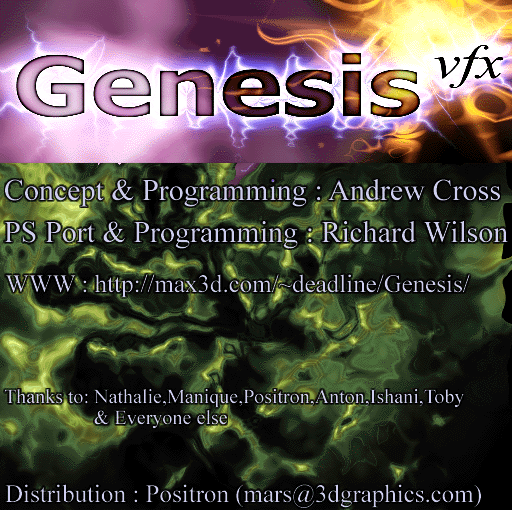 Genesis vfx
Concept & Programming : Andrew Cross
PS Port & Programming : Richard Wilson
WWW : http://max3d.com/~deadline/Genesis/
Thanks to: Nathalie,Manique,Positron,Anton,Ishani,Toby
& Everyone else
Distribution : Positron (mars@3dgraphics.com)